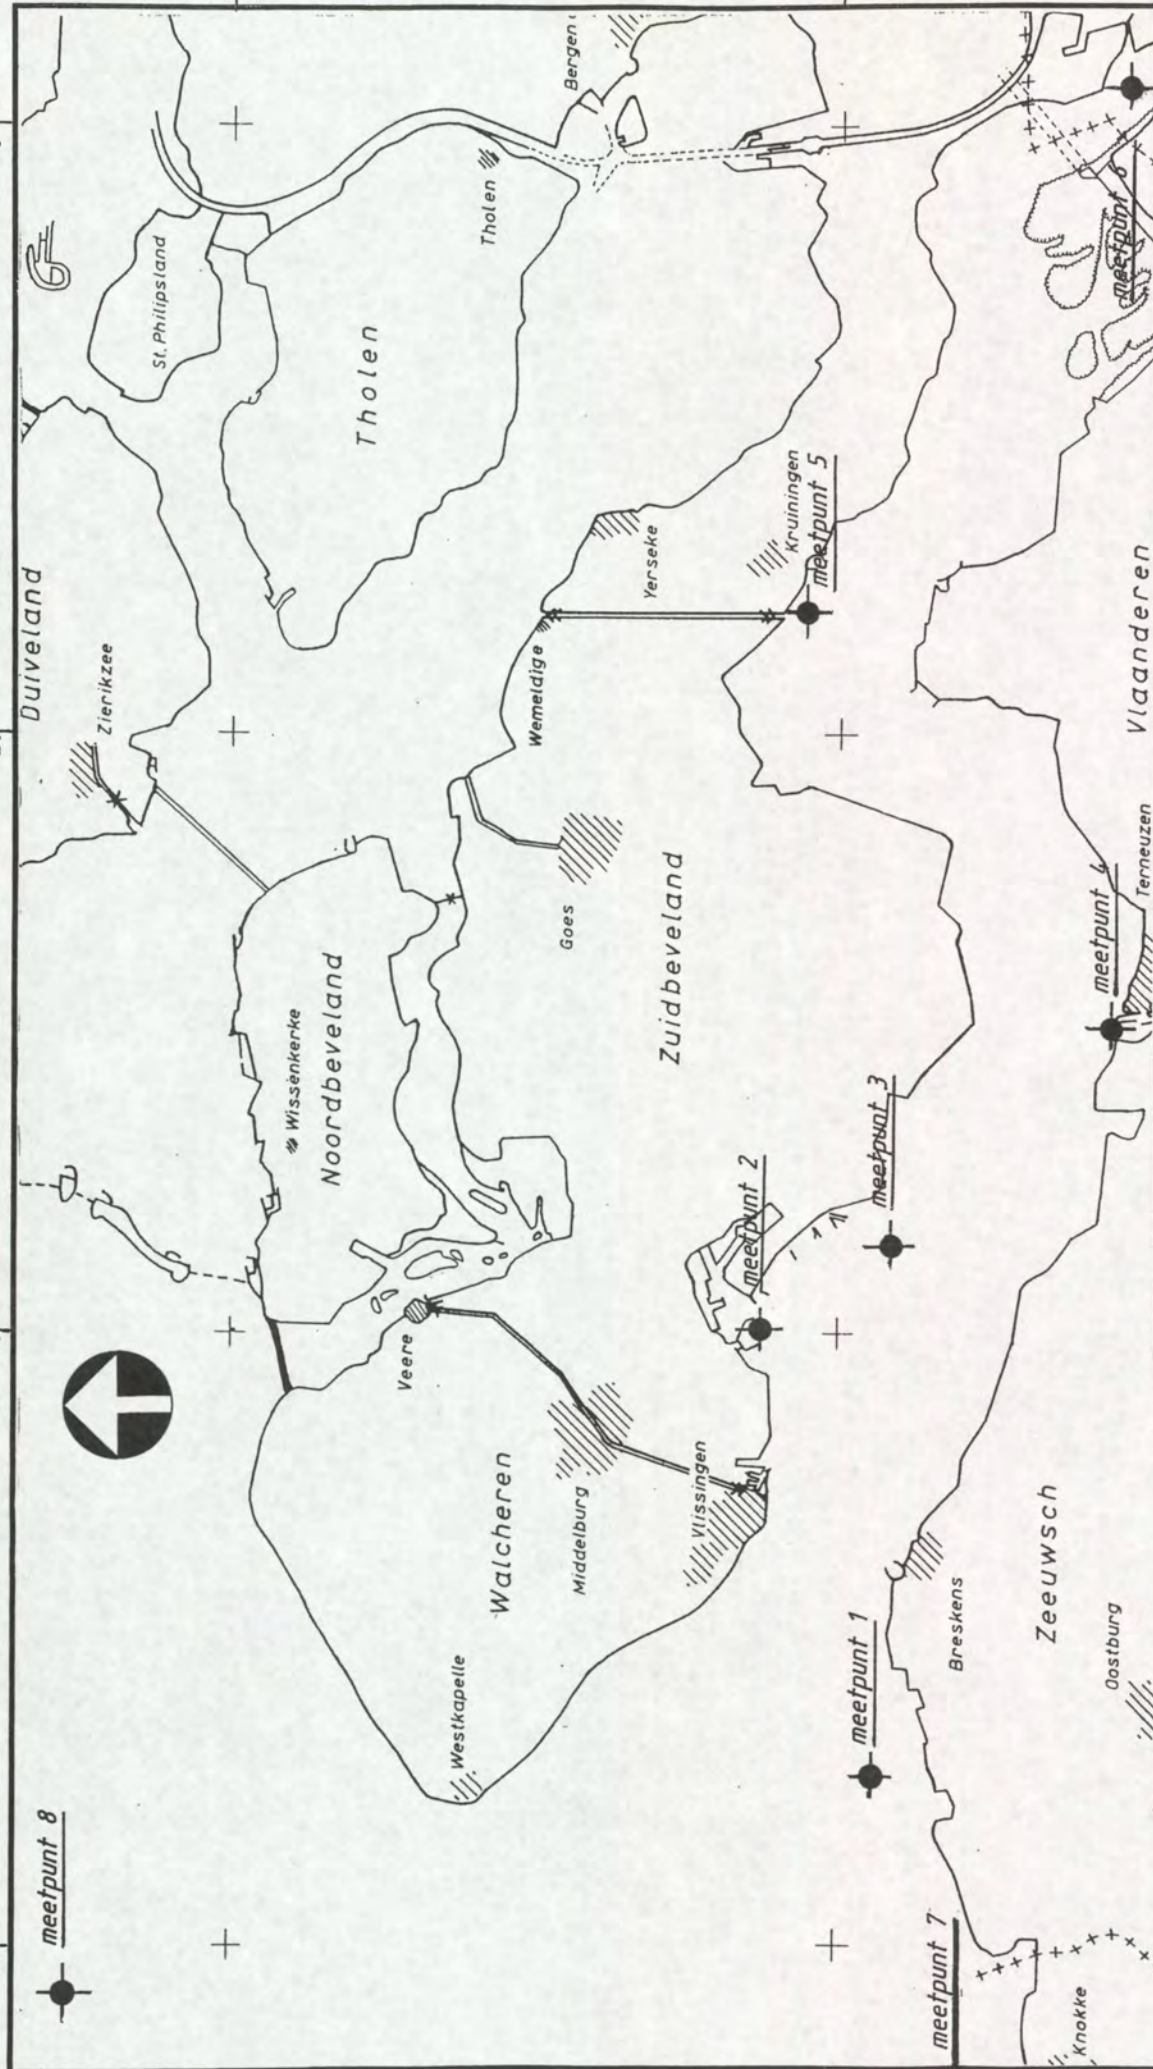 meetpunt 8
Duiveland
Zierikzee
St. Philipsland
Tholen
Tholen
Bergen
Wissenkerke
Noordbeveland
Veere
Westkapelle
Walcheren
Middelburg
Vlissingen
Goes
Wemeldige
Yerseke
Kruiningen
Zuidbeveland
meetpunt 5
meetpunt 2
meetpunt 3
meetpunt 1
meetpunt 7
meetpunt 4
meetpunt 6
Knokke
Breskens
Oostburg
Zeeuwsch
Terneuzen
Vlaanderen